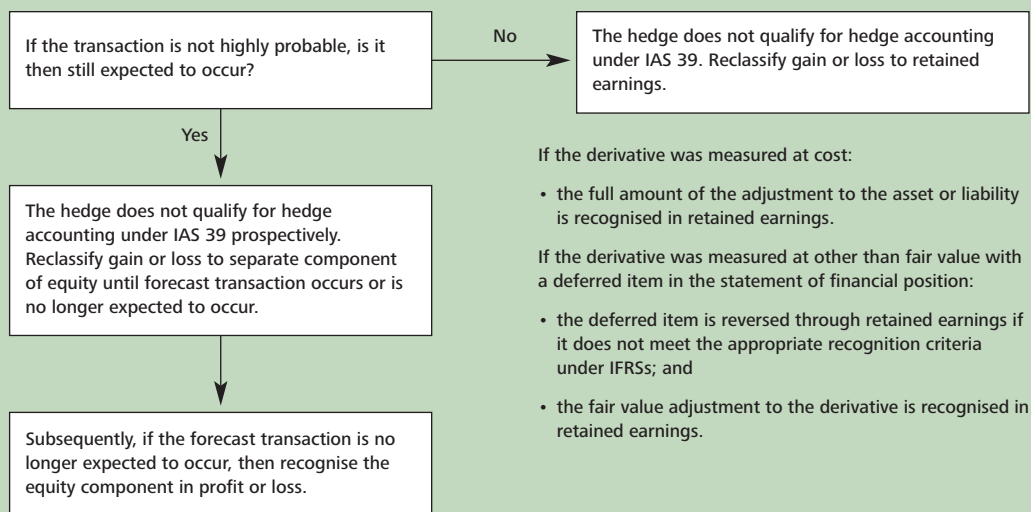 If the transaction is not highly probable, is it
then still expected to occur?
No
The hedge does not qualify for hedge accounting
under IAS 39. Reclassify gain or loss to retained
earnings.
Yes
The hedge does not qualify for hedge
accounting under IAS 39 prospectively.
Reclassify gain or loss to separate component
of equity until forecast transaction occurs or is
no longer expected to occur.
Subsequently, if the forecast transaction is no
longer expected to occur, then recognise the
equity component in profit or loss.
If the derivative was measured at cost:
• the full amount of the adjustment to the asset or liability
is recognised in retained earnings.
If the derivative was measured at other than fair value with
a deferred item in the statement of financial position:
• the deferred item is reversed through retained earnings if
it does not meet the appropriate recognition criteria
under IFRSs; and
• the fair value adjustment to the derivative is recognised in
retained earnings.